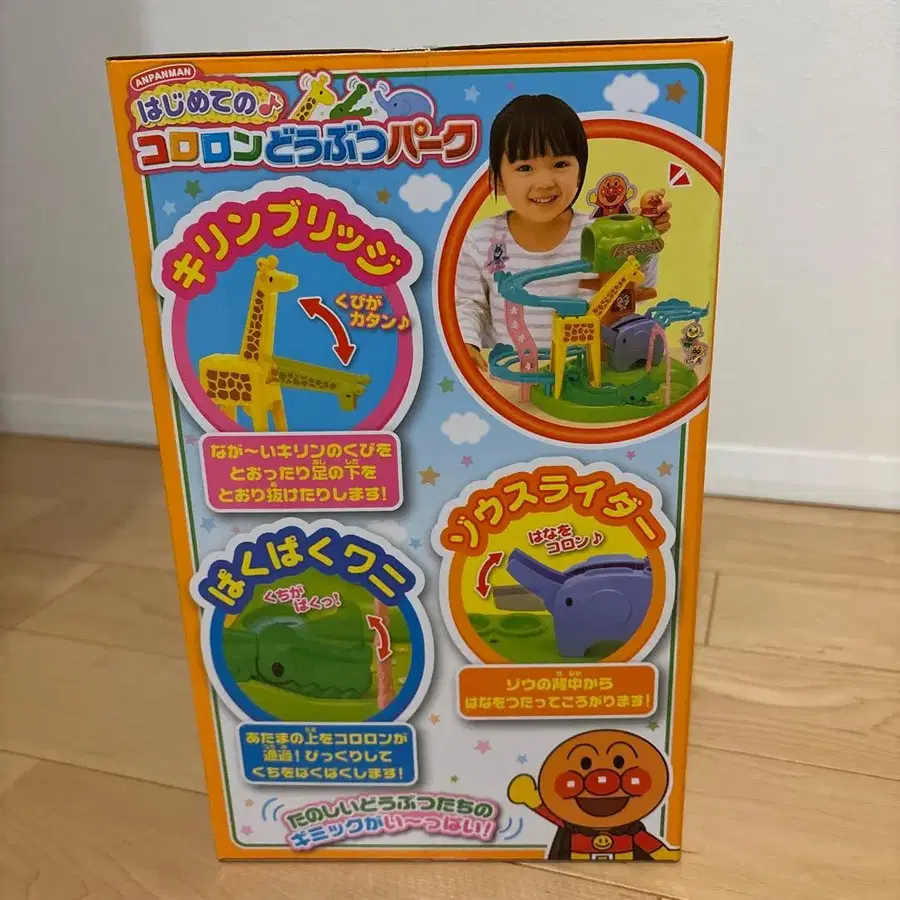 ANPANMAN
はじめての♪
コロロンどうぶつパーク
キリンブリッジ
くびが
カタン♪
なが〜いキリンのくびを
とおったり足の下を
とおり抜けたりします!
ゾウスライダー
はなを
コロン♪
ソウの背中から
はなをつたってころがります!
ぱくぱくワニ
くちが
ぱくっ!
あたまの上をコロロンが
通過!びっくりして
くちをぱくぱくします!
たのしいどうぶつたちの
ギミックがい〜っぱい!